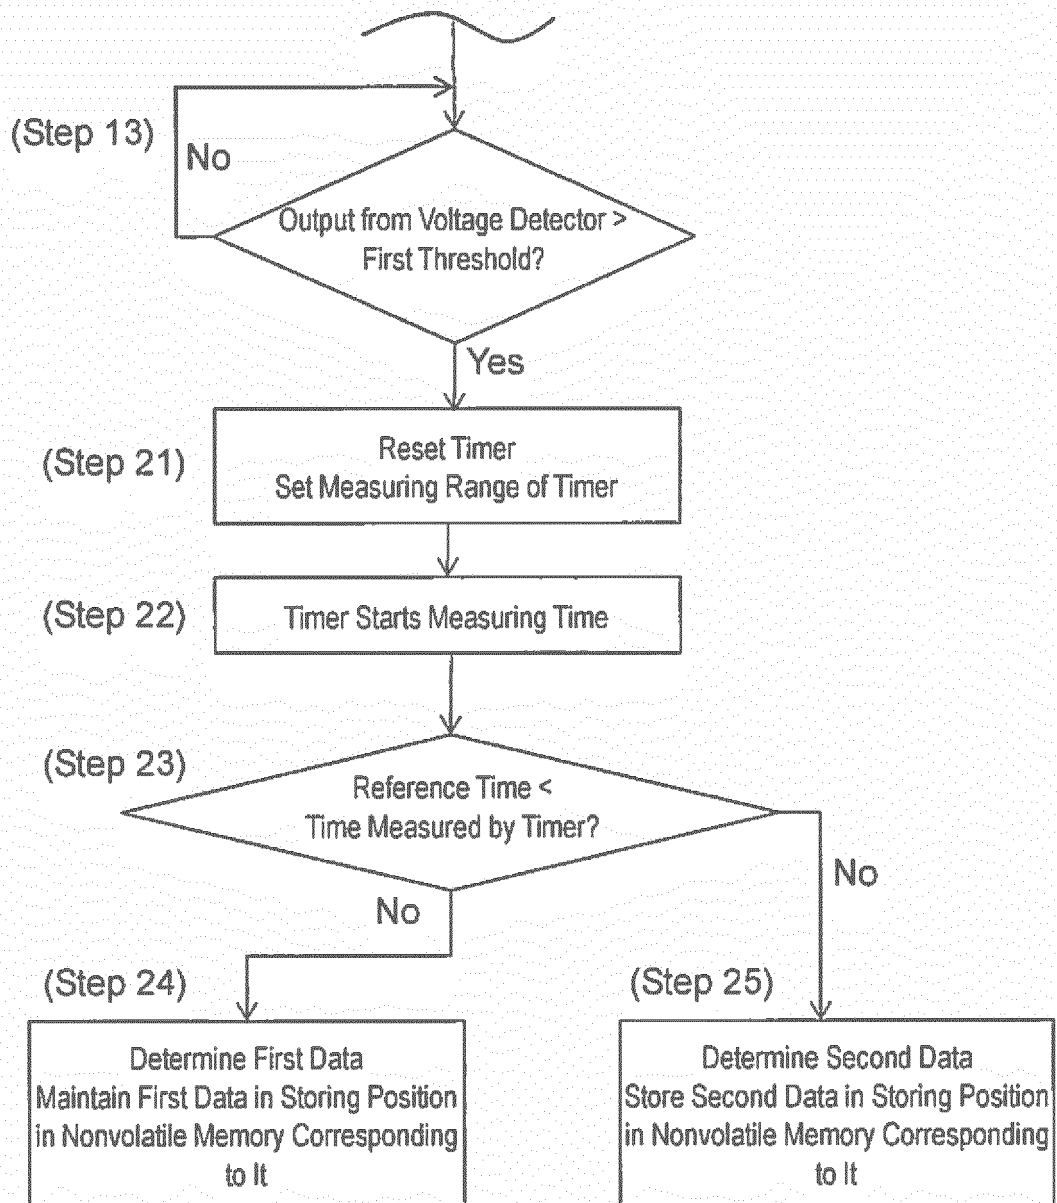 (Step 13)
No
Output from Voltage Detector >
First Threshold?
Yes
(Step 21)
Reset Timer
Set Measuring Range of Timer
(Step 22)
Timer Starts Measuring Time
(Step 23)
Reference Time <
Time Measured by Timer?
No
No
(Step 24)
Determine First Data
Maintain First Data in Storing Position
in Nonvolatile Memory Corresponding
to It
(Step 25)
Determine Second Data
Store Second Data in Storing Position
in Nonvolatile Memory Corresponding
to It